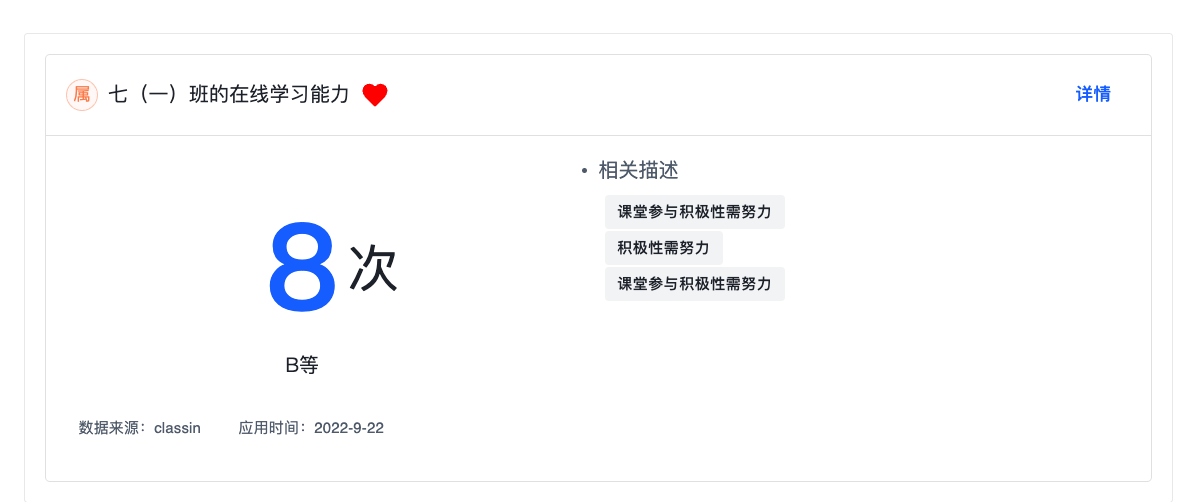 属 七（一）班的在线学习能力
详情
8次
B等
数据来源：classin 应用时间：2022-9-22
• 相关描述
课堂参与积极性需努力
积极性需努力
课堂参与积极性需努力